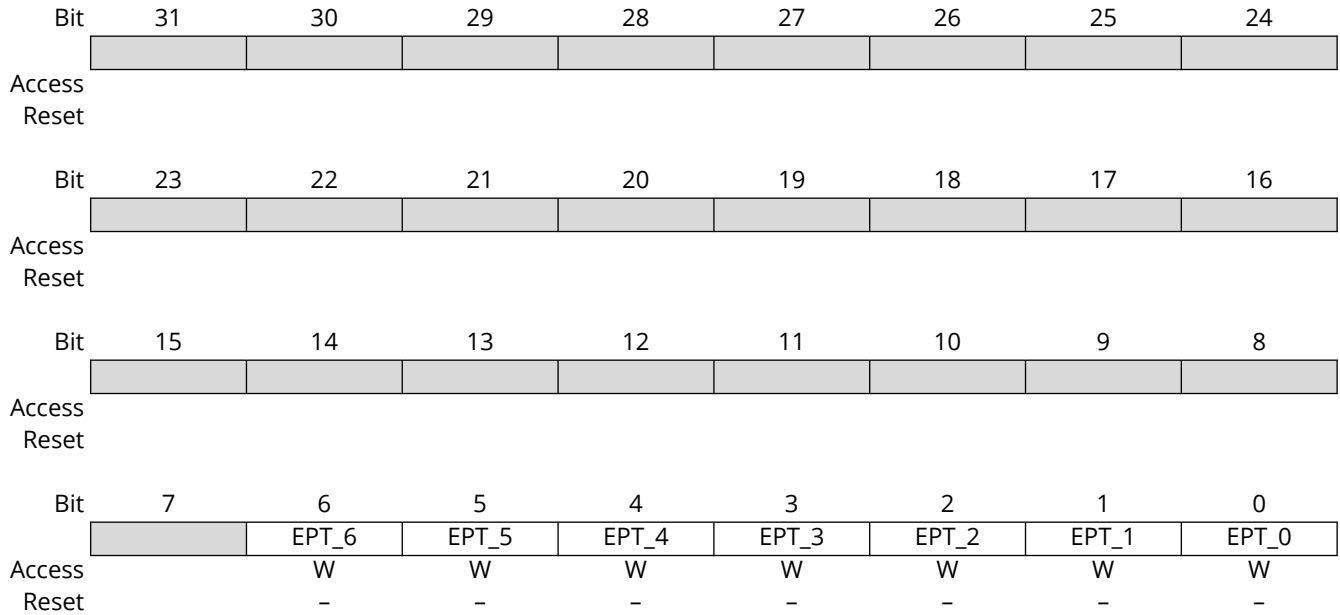 Bit 31 30 29 28 27 26 25 24
Access
Reset
Bit 23 22 21 20 19 18 17 16
Access
Reset
Bit 15 14 13 12 11 10 9 8
Access
Reset
Bit 7 6 5 4 3 2 1 0
EPT_6 EPT_5 EPT_4 EPT_3 EPT_2 EPT_1 EPT_0
Access W W W W W W W
Reset – – – – – – –